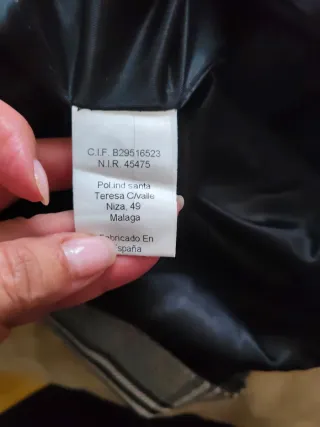 C.I.F. B29516523
N.I.R. 45475
Pol.ind santa
Teresa C/valle
Niza, 49
Malaga
Fabricado En
España